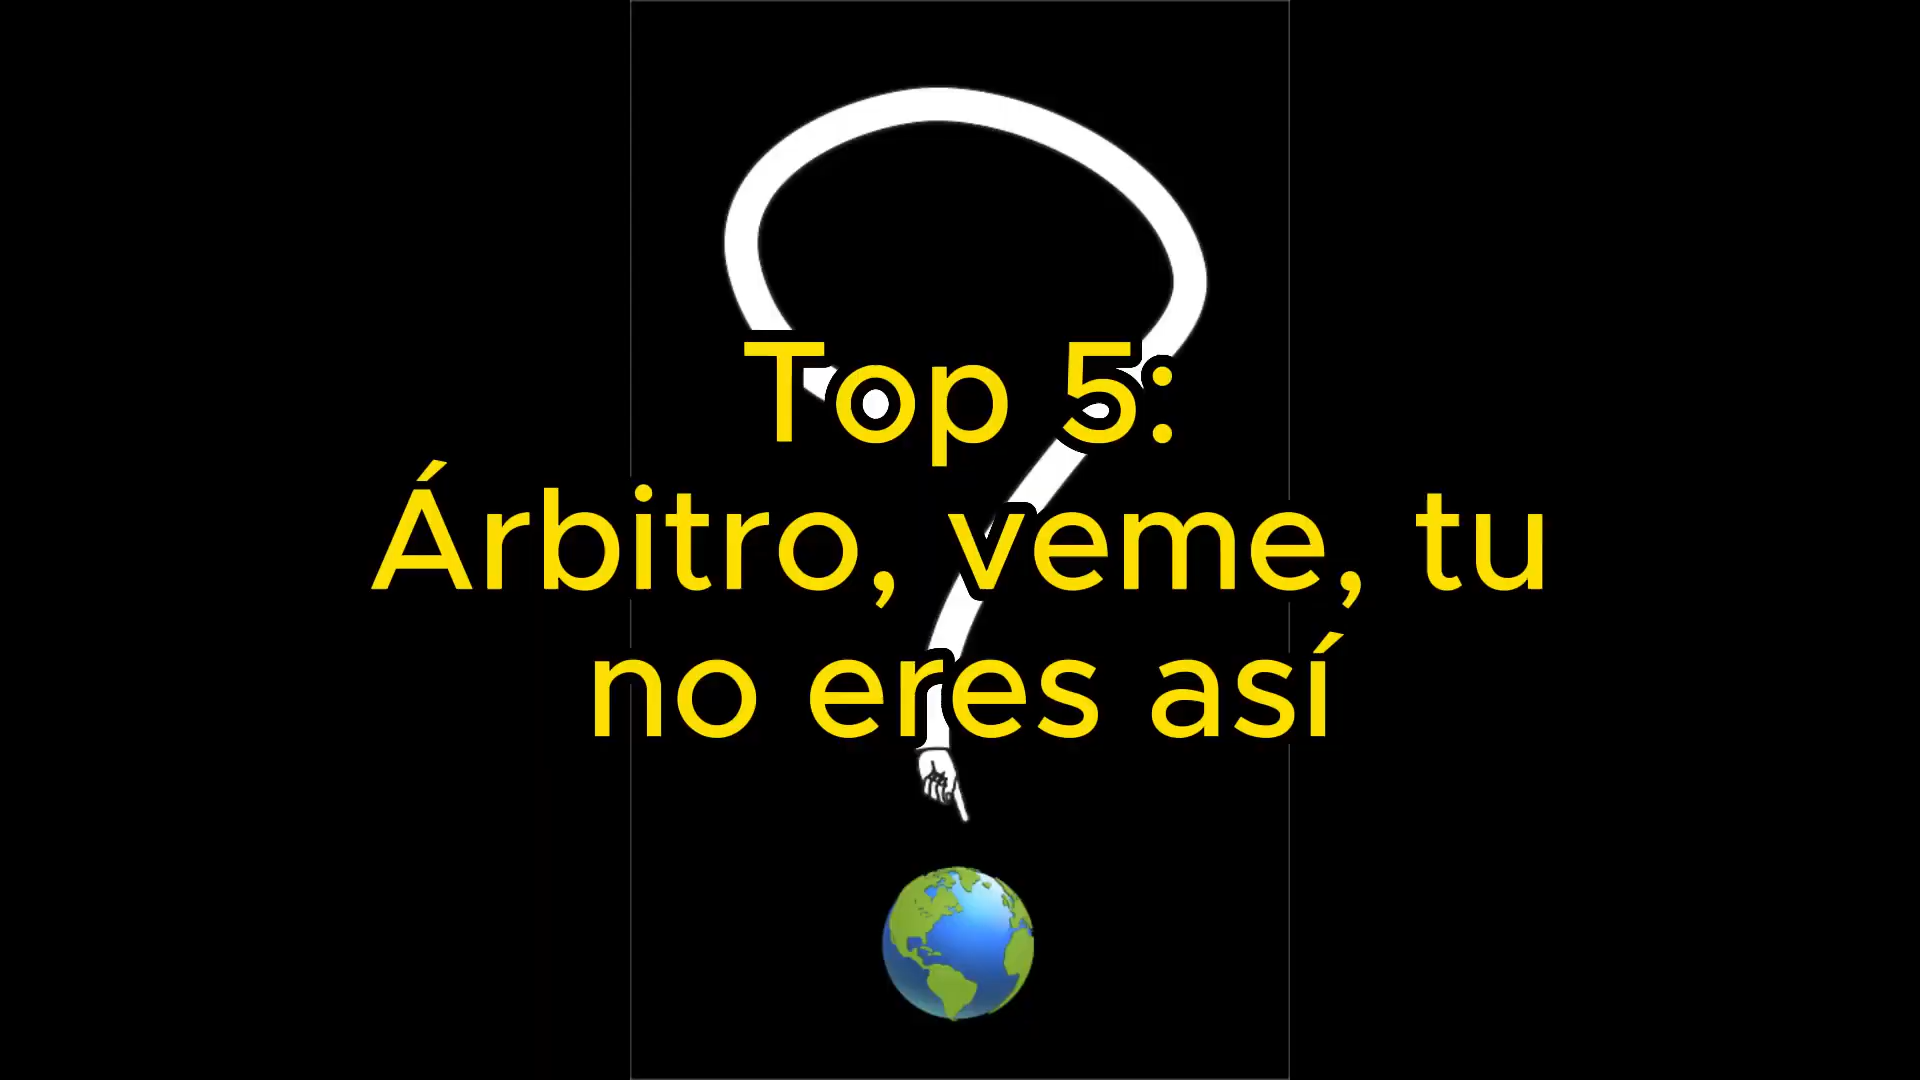 Top 5:
Árbitro, veme, tu
no eres así